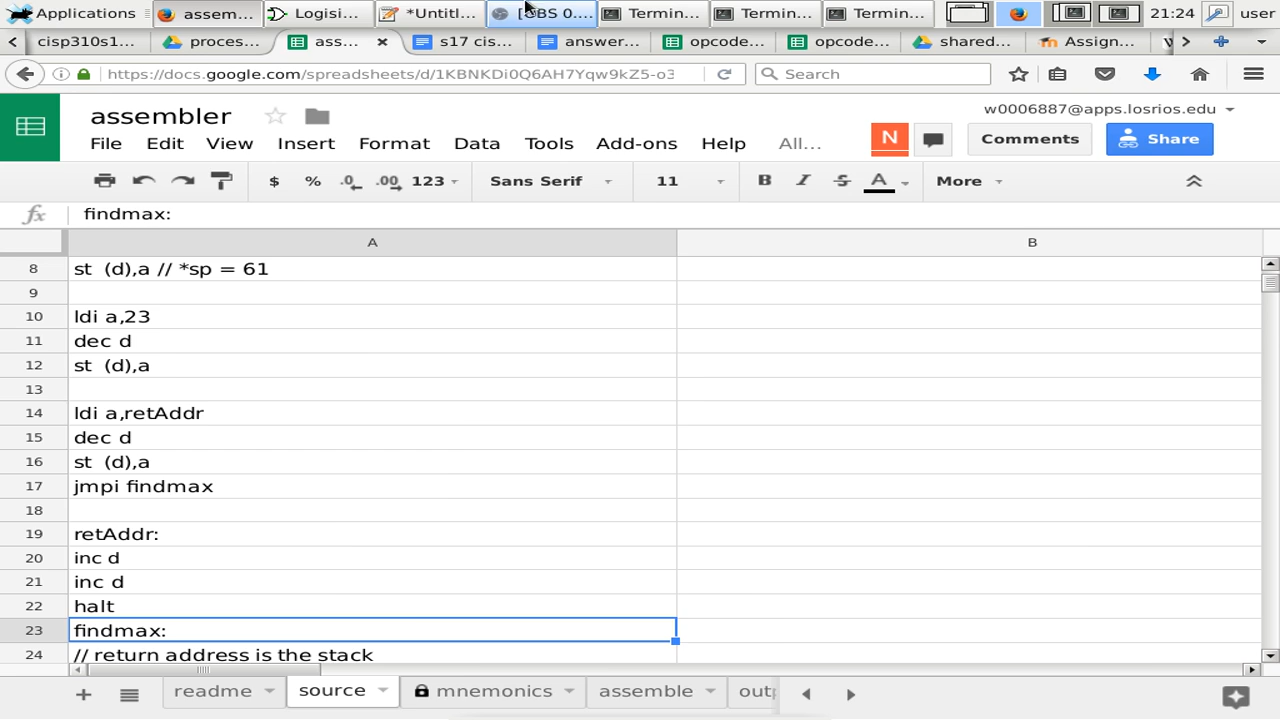 Applications
assem...
Logisi...
*Untit...
[OBS 0....
Termin...
Termin...
Termin...
21:24
user
cisp310s1...
proces...
ass...
s17 cis...
answer...
opcode...
opcode...
shared...
Assign...
https://docs.google.com/spreadsheets/d/1KBNKDi0Q6AH7Yqw9kZ5-o3
Search
assembler
w0006887@apps.losrios.edu
File Edit View Insert Format Data Tools Add-ons Help All...
N
Comments
Share
$ % .0 .00 123
Sans Serif
11
B I S A
More
fx findmax:
A B
8 st (d),a // *sp = 61
9
10 ldi a,23
11 dec d
12 st (d),a
13
14 ldi a,retAddr
15 dec d
16 st (d),a
17 jmpi findmax
18
19 retAddr:
20 inc d
21 inc d
22 halt
23 findmax:
24 // return address is the stack
readme source mnemonics assemble